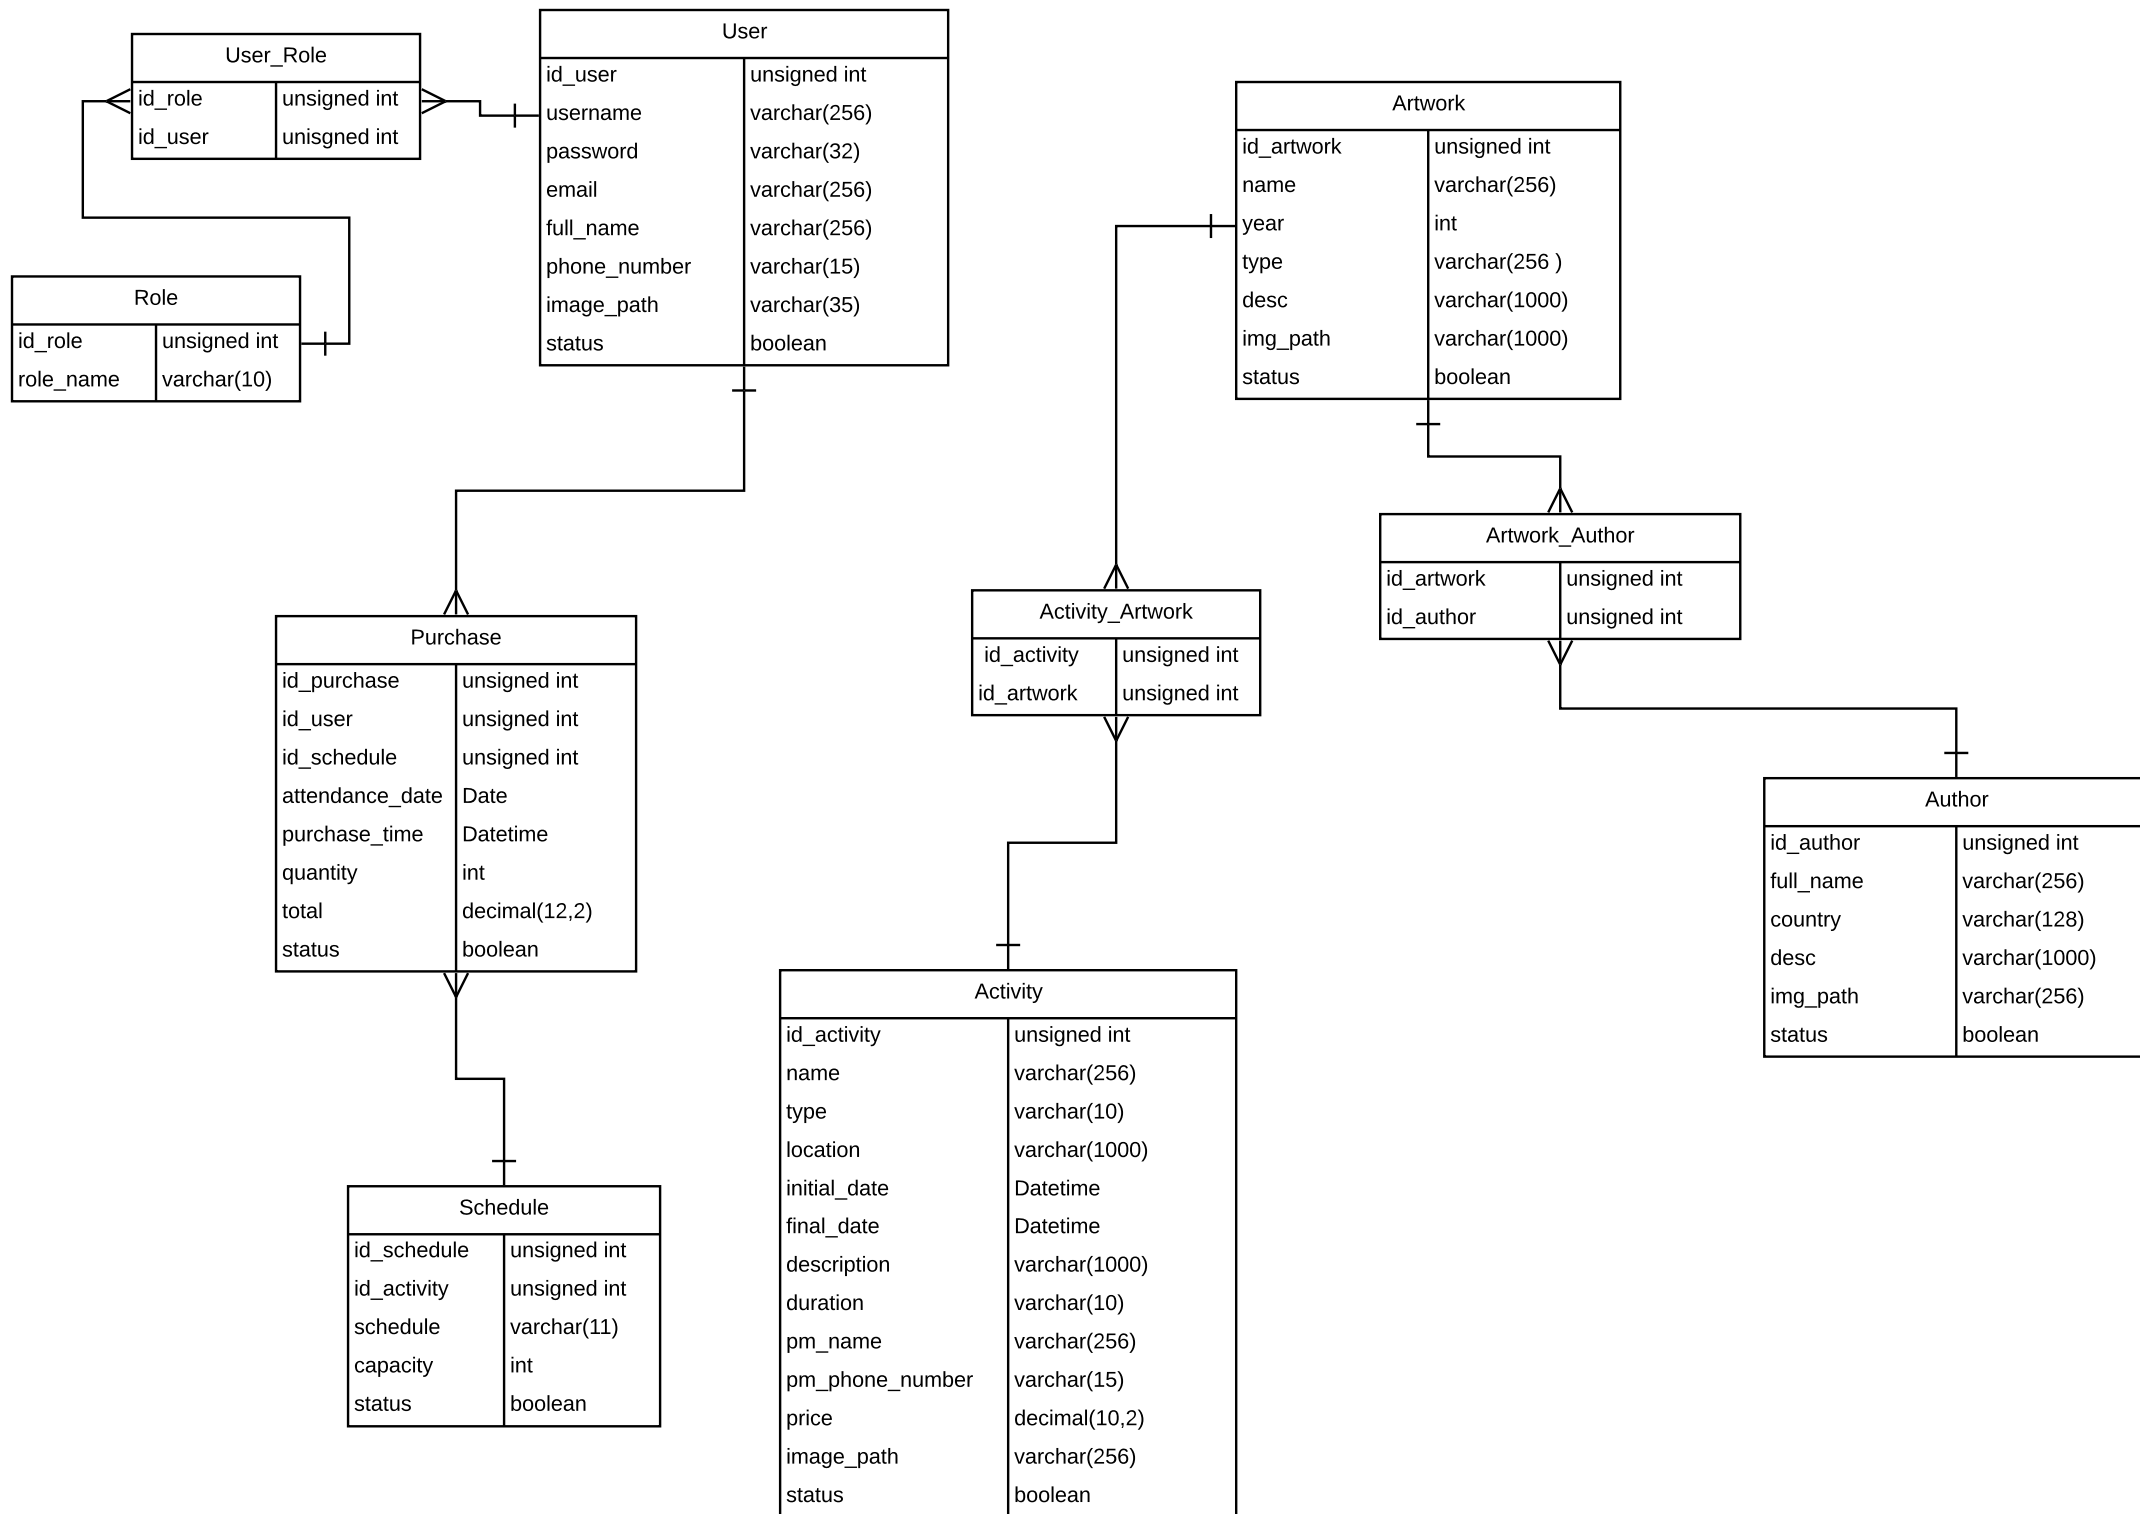 User_Role
id_role unsigned int
id_user unisgned int
User
id_user unsigned int
username varchar(256)
password varchar(32)
email varchar(256)
full_name varchar(256)
phone_number varchar(15)
image_path varchar(35)
status boolean
Artwork
id_artwork unsigned int
name varchar(256)
year int
type varchar(256 )
desc varchar(1000)
img_path varchar(1000)
status boolean
Role
id_role unsigned int
role_name varchar(10)
Artwork_Author
id_artwork unsigned int
id_author unsigned int
Activity_Artwork
id_activity unsigned int
id_artwork unsigned int
Purchase
id_purchase unsigned int
id_user unsigned int
id_schedule unsigned int
attendance_date Date
purchase_time Datetime
quantity int
total decimal(12,2)
status boolean
Author
id_author unsigned int
full_name varchar(256)
country varchar(128)
desc varchar(1000)
img_path varchar(256)
status boolean
Activity
id_activity unsigned int
name varchar(256)
type varchar(10)
location varchar(1000)
initial_date Datetime
final_date Datetime
description varchar(1000)
duration varchar(10)
pm_name varchar(256)
pm_phone_number varchar(15)
price decimal(10,2)
image_path varchar(256)
status boolean
Schedule
id_schedule unsigned int
id_activity unsigned int
schedule varchar(11)
capacity int
status boolean